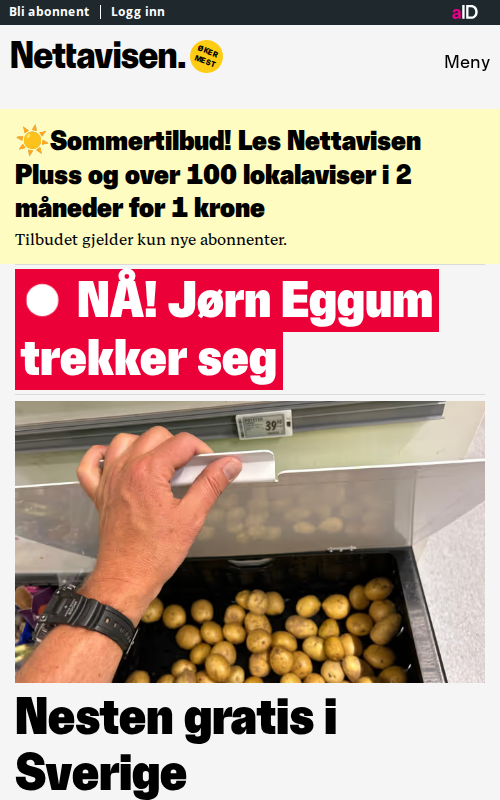 Bli abonnent | Logg inn
aID
Nettavisen.
ØKER
MEST
Meny
☀️Sommertilbud! Les Nettavisen
Pluss og over 100 lokalaviser i 2
måneder for 1 krone
Tilbudet gjelder kun nye abonnenter.
NÅ! Jørn Eggum
trekker seg
39
Nesten gratis i
Sverige